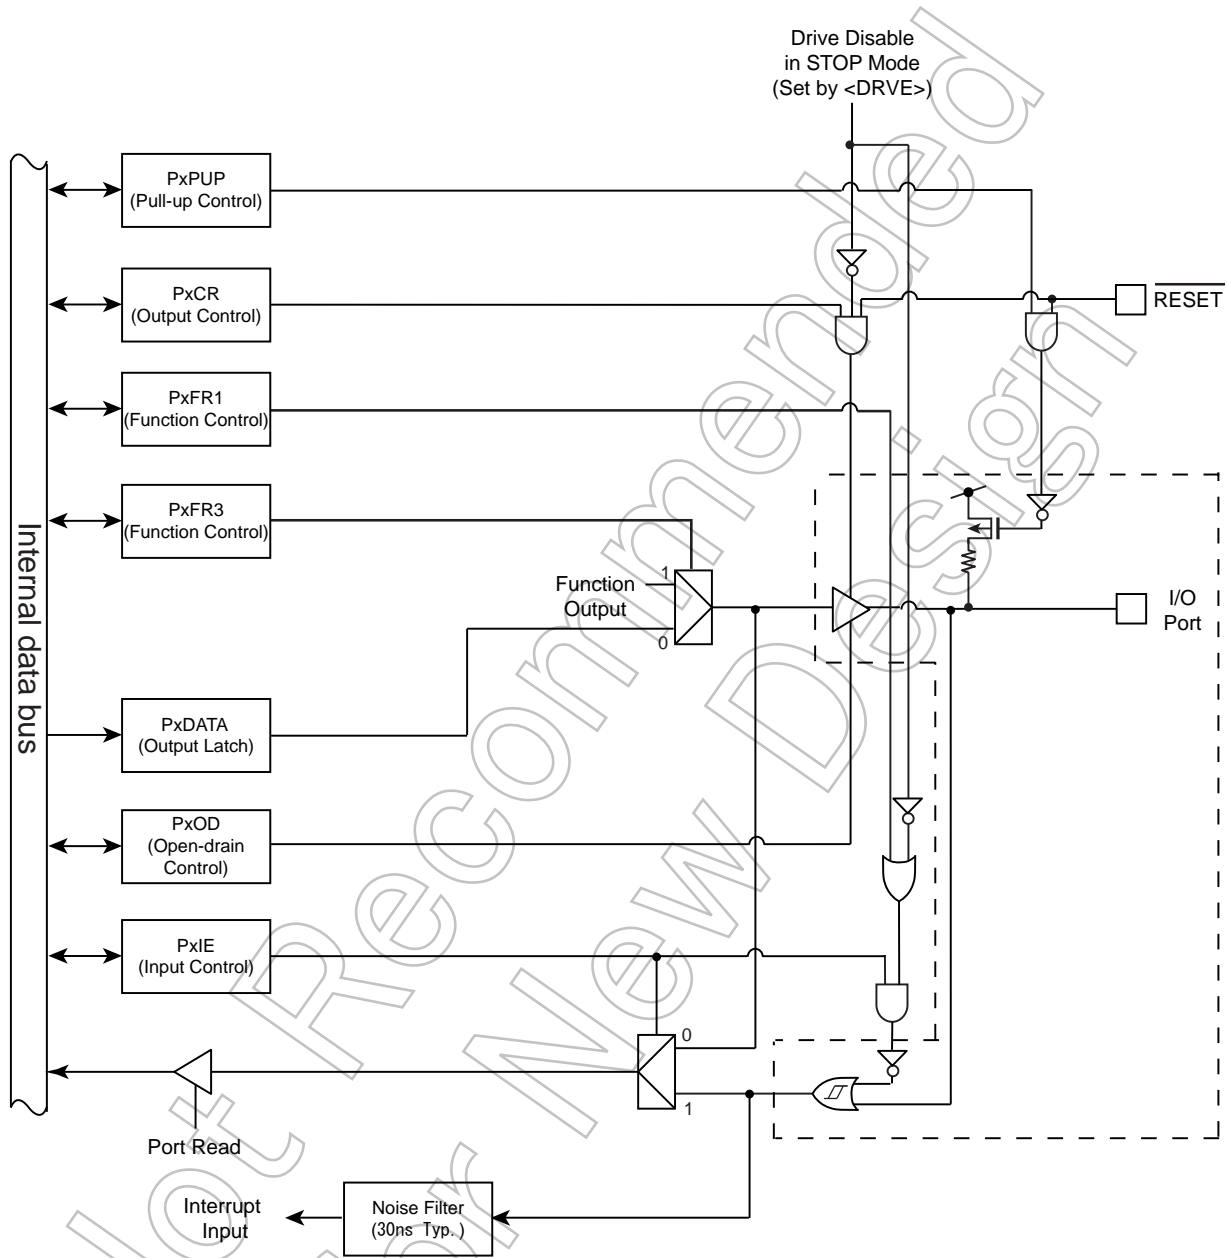 Drive Disable
in STOP Mode
(Set by <DRVE>)
PxPUP
(Pull-up Control)
PxCR
(Output Control)
RESET
PxFR1
(Function Control)
PxFR3
(Function Control)
Internal data bus
1
Function
Output
0
I/O
Port
PxDATA
(Output Latch)
PxOD
(Open-drain
Control)
PxIE
(Input Control)
0
1
Port Read
Interrupt
Input
Noise Filter
(30ns Typ.)
Not Recommended
for New Design